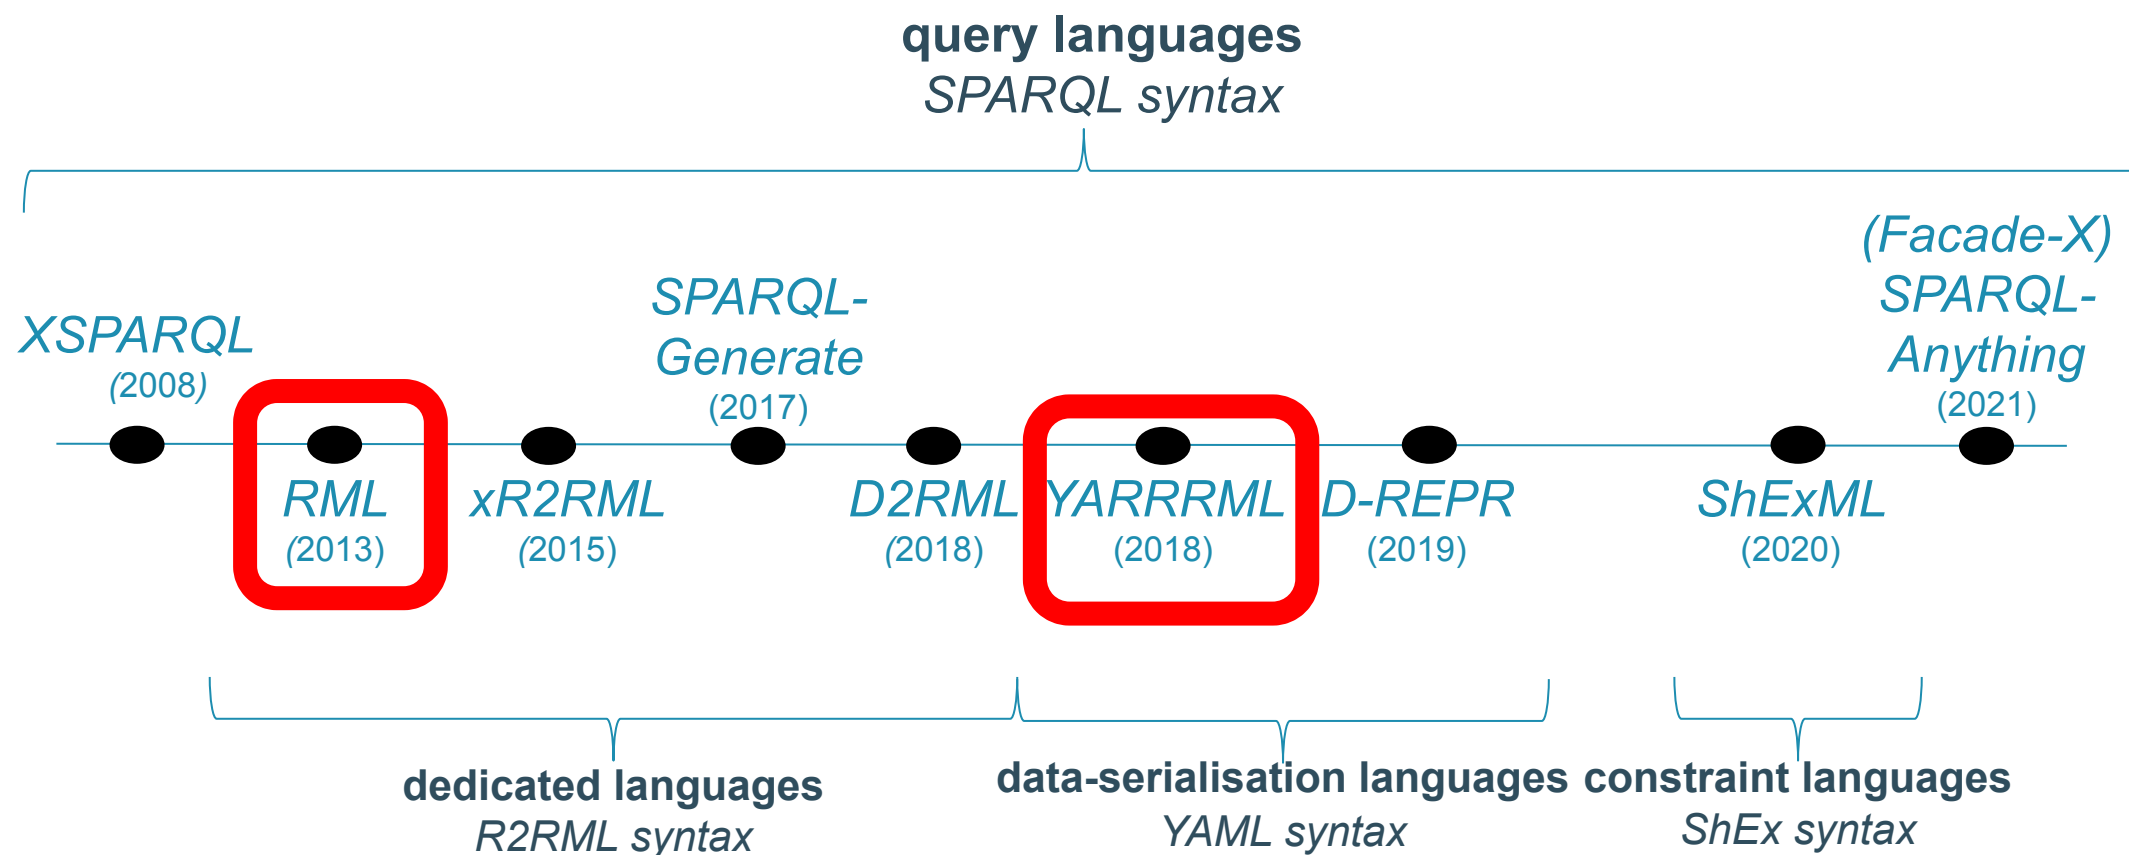 query languages
SPARQL syntax
XSPARQL
(2008)
SPARQL-
Generate
(2017)
(Facade-X)
SPARQL-
Anything
(2021)
RML
(2013)
xR2RML
(2015)
D2RML
(2018)
YARRRML
(2018)
D-REPR
(2019)
ShExML
(2020)
dedicated languages
R2RML syntax
data-serialisation languages
YAML syntax
constraint languages
ShEx syntax